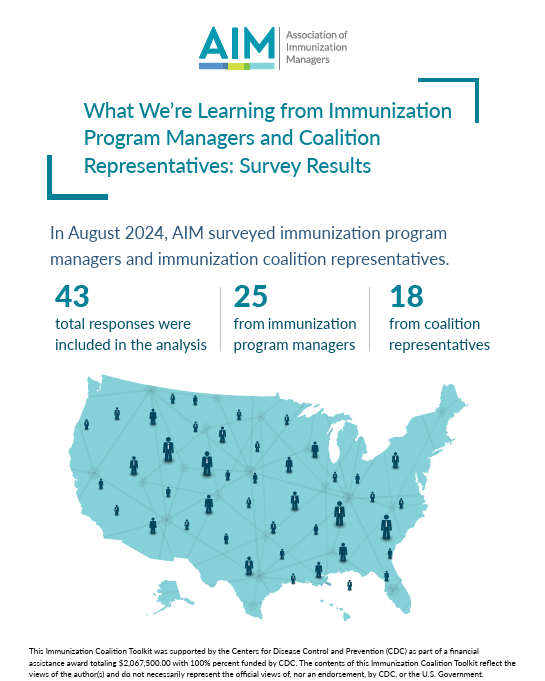 AIM
Association of
Immunization
Managers
What We're Learning from Immunization
Program Managers and Coalition
Representatives: Survey Results
In August 2024, AIM surveyed immunization program
managers and immunization coalition representatives.
43
total responses were
included in the analysis
25
from immunization
program managers
18
from coalition
representatives
This Immunization Coalition Toolkit was supported by the Centers for Disease Control and Prevention (CDC) as part of a financial
assistance award totaling $2,067,500.00 with 100% percent funded by CDC. The contents of this Immunization Coalition Toolkit reflect the
views of the author(s) and do not necessarily represent the official views of, nor an endorsement, by CDC, or the U.S. Government.